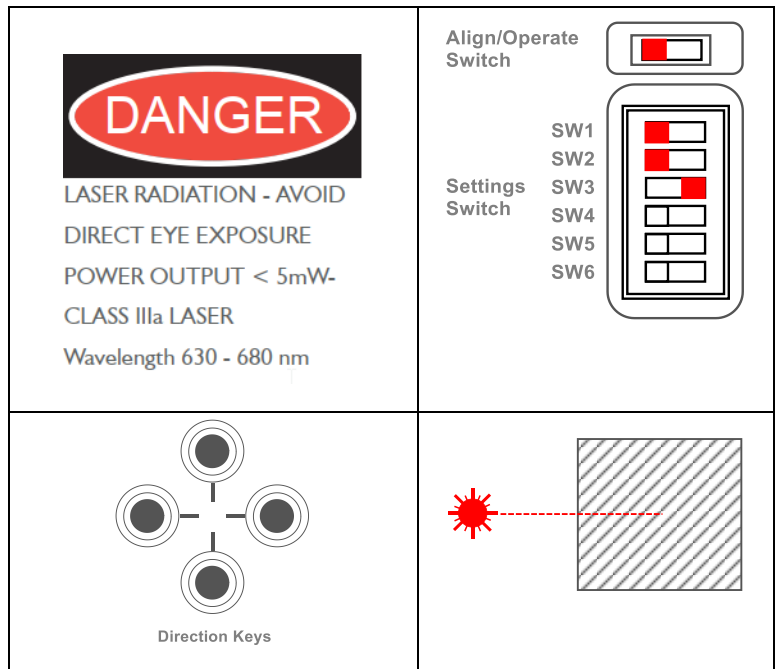 DANGER
LASER RADIATION - AVOID
DIRECT EYE EXPOSURE
POWER OUTPUT < 5mW-
CLASS IIIa LASER
Wavelength 630 - 680 nm
Align/Operate
Switch
SW1
SW2
Settings SW3
Switch SW4
SW5
SW6
Direction Keys